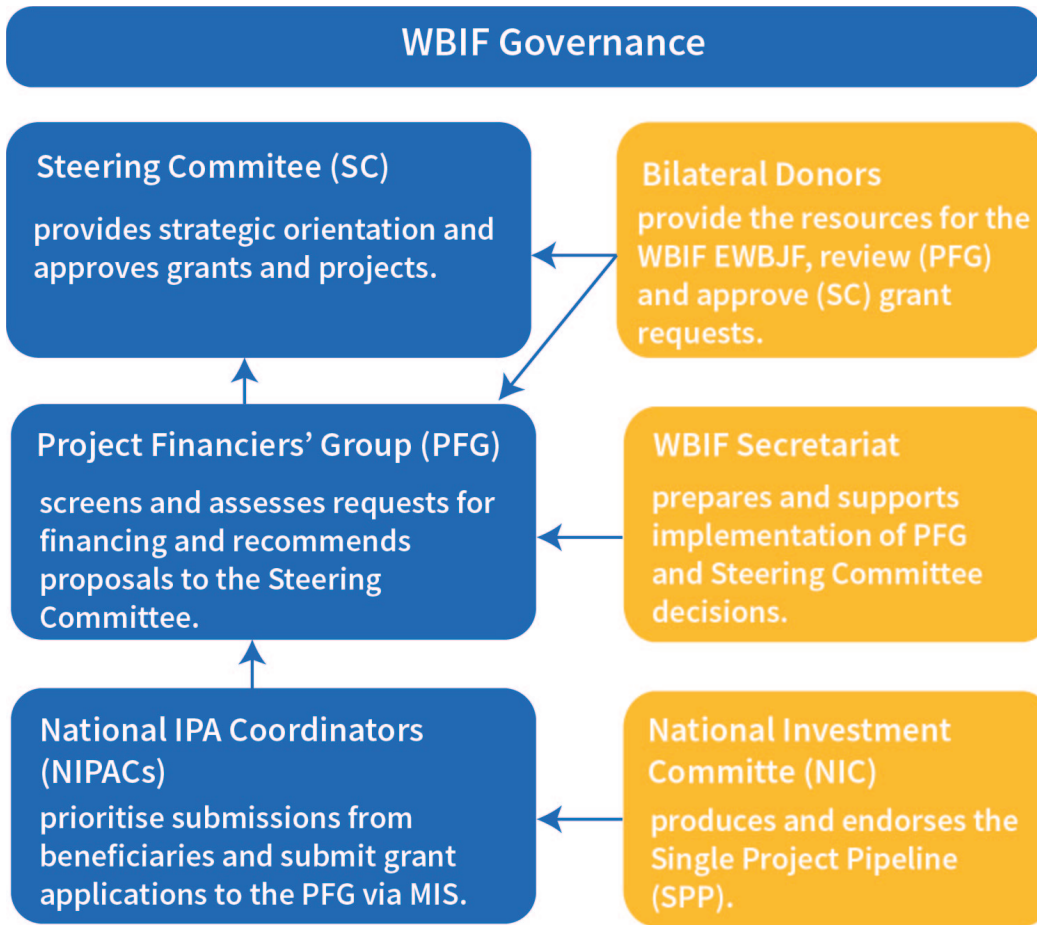 WBIF Governance
Steering Commitee (SC)
provides strategic orientation and
approves grants and projects.
Bilateral Donors
provide the resources for the
WBIF EWBJF, review (PFG)
and approve (SC) grant
requests.
Project Financiers’ Group (PFG)
screens and assesses requests for
financing and recommends
proposals to the Steering
Committee.
WBIF Secretariat
prepares and supports
implementation of PFG
and Steering Committee
decisions.
National IPA Coordinators
(NIPACs)
prioritise submissions from
beneficiaries and submit grant
applications to the PFG via MIS.
National Investment
Committe (NIC)
produces and endorses the
Single Project Pipeline
(SPP).